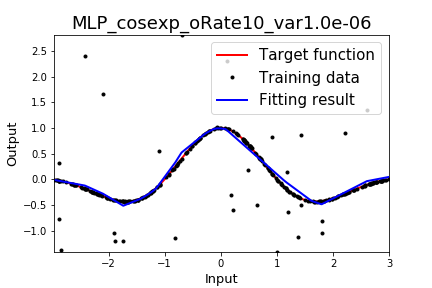 MLP_cosexp_oRate10_var1.0e-06
Target function
Training data
Fitting result
Output
2.5
2.0
1.5
1.0
0.5
0.0
−0.5
−1.0
−2
−1
0
1
2
3
Input